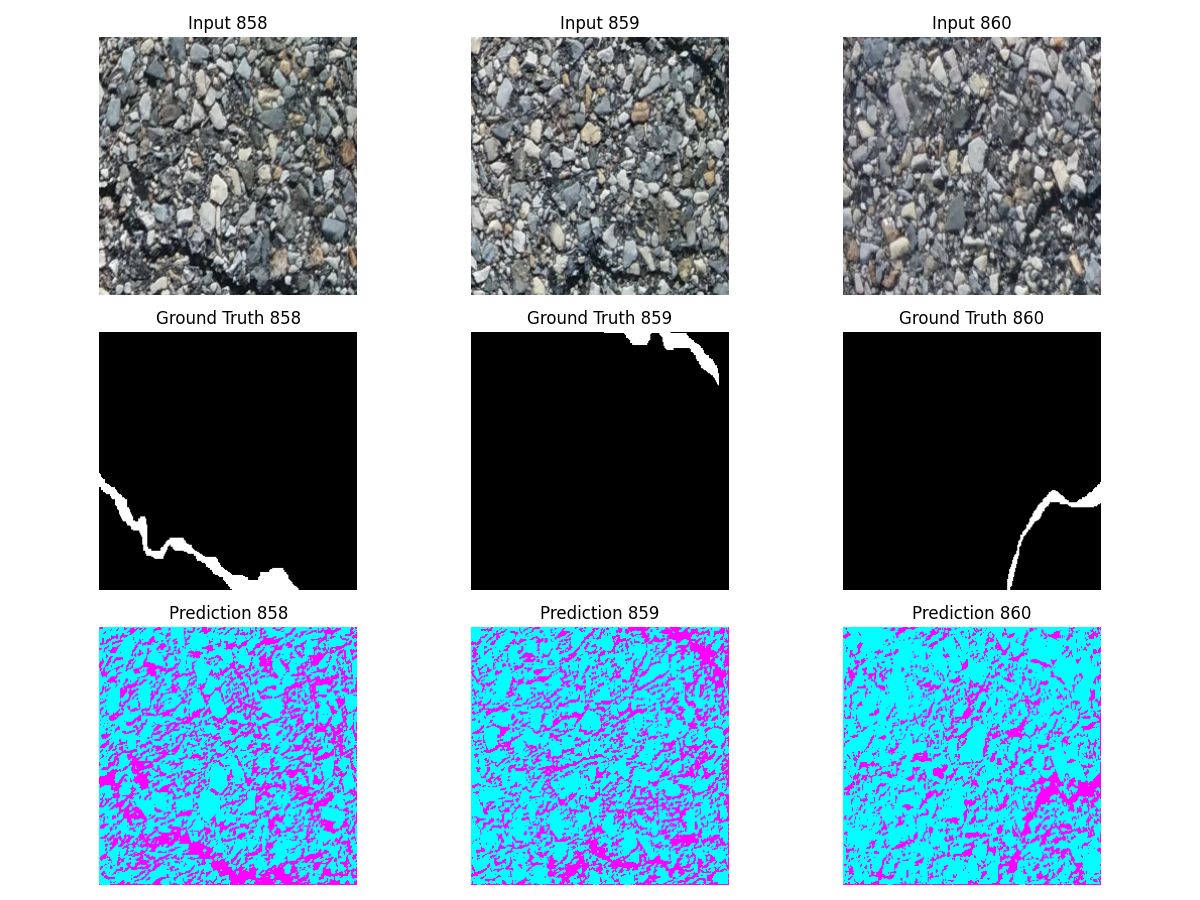 Input 858
Input 859
Input 860
Ground Truth 858
Ground Truth 859
Ground Truth 860
Prediction 858
Prediction 859
Prediction 860